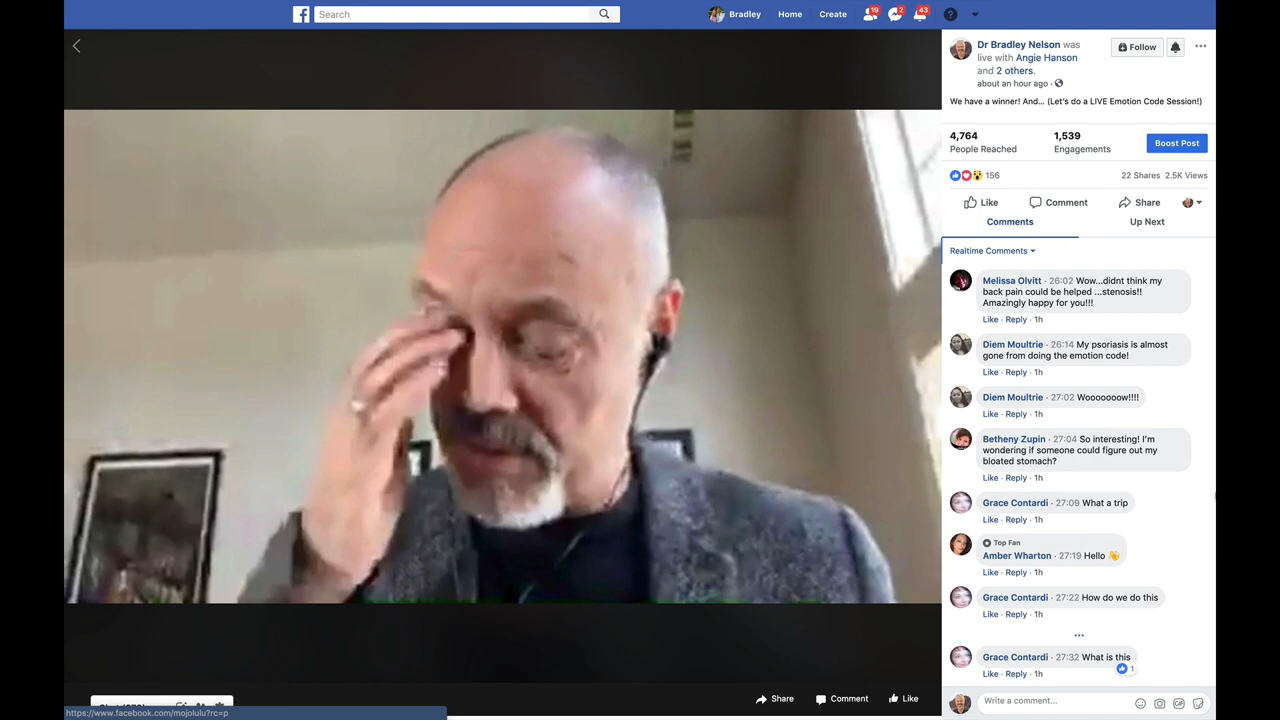 Search
Bradley
Home
Create
19
2
43
Dr Bradley Nelson was
live with Angie Hanson
and 2 others.
about an hour ago ·
Follow
We have a winner! And... (Let's do a LIVE Emotion Code Session!)
4,764
People Reached
1,539
Engagements
Boost Post
156
22 Shares 2.5K Views
Like
Comment
Share
Comments
Up Next
Realtime Comments
Melissa Olvitt · 26:02 Wow...didnt think my
back pain could be helped ...stenosis!!
Amazingly happy for you!!!
Like · Reply · 1h
Diem Moultrie · 26:14 My psoriasis is almost
gone from doing the emotion code!
Like · Reply · 1h
Diem Moultrie · 27:02 Wooooooow!!!!
Like · Reply · 1h
Betheny Zupin · 27:04 So interesting! I'm
wondering if someone could figure out my
bloated stomach?
Like · Reply · 1h
Grace Contardi · 27:09 What a trip
Like · Reply · 1h
Top Fan
Amber Wharton · 27:19 Hello 👋
Like · Reply · 1h
Grace Contardi · 27:22 How do we do this
Like · Reply · 1h
...
Grace Contardi · 27:32 What is this
1
Like · Reply · 1h
Write a comment...
GIF
Share
Comment
Like
https://www.facebook.com/mojolulu?rc=p